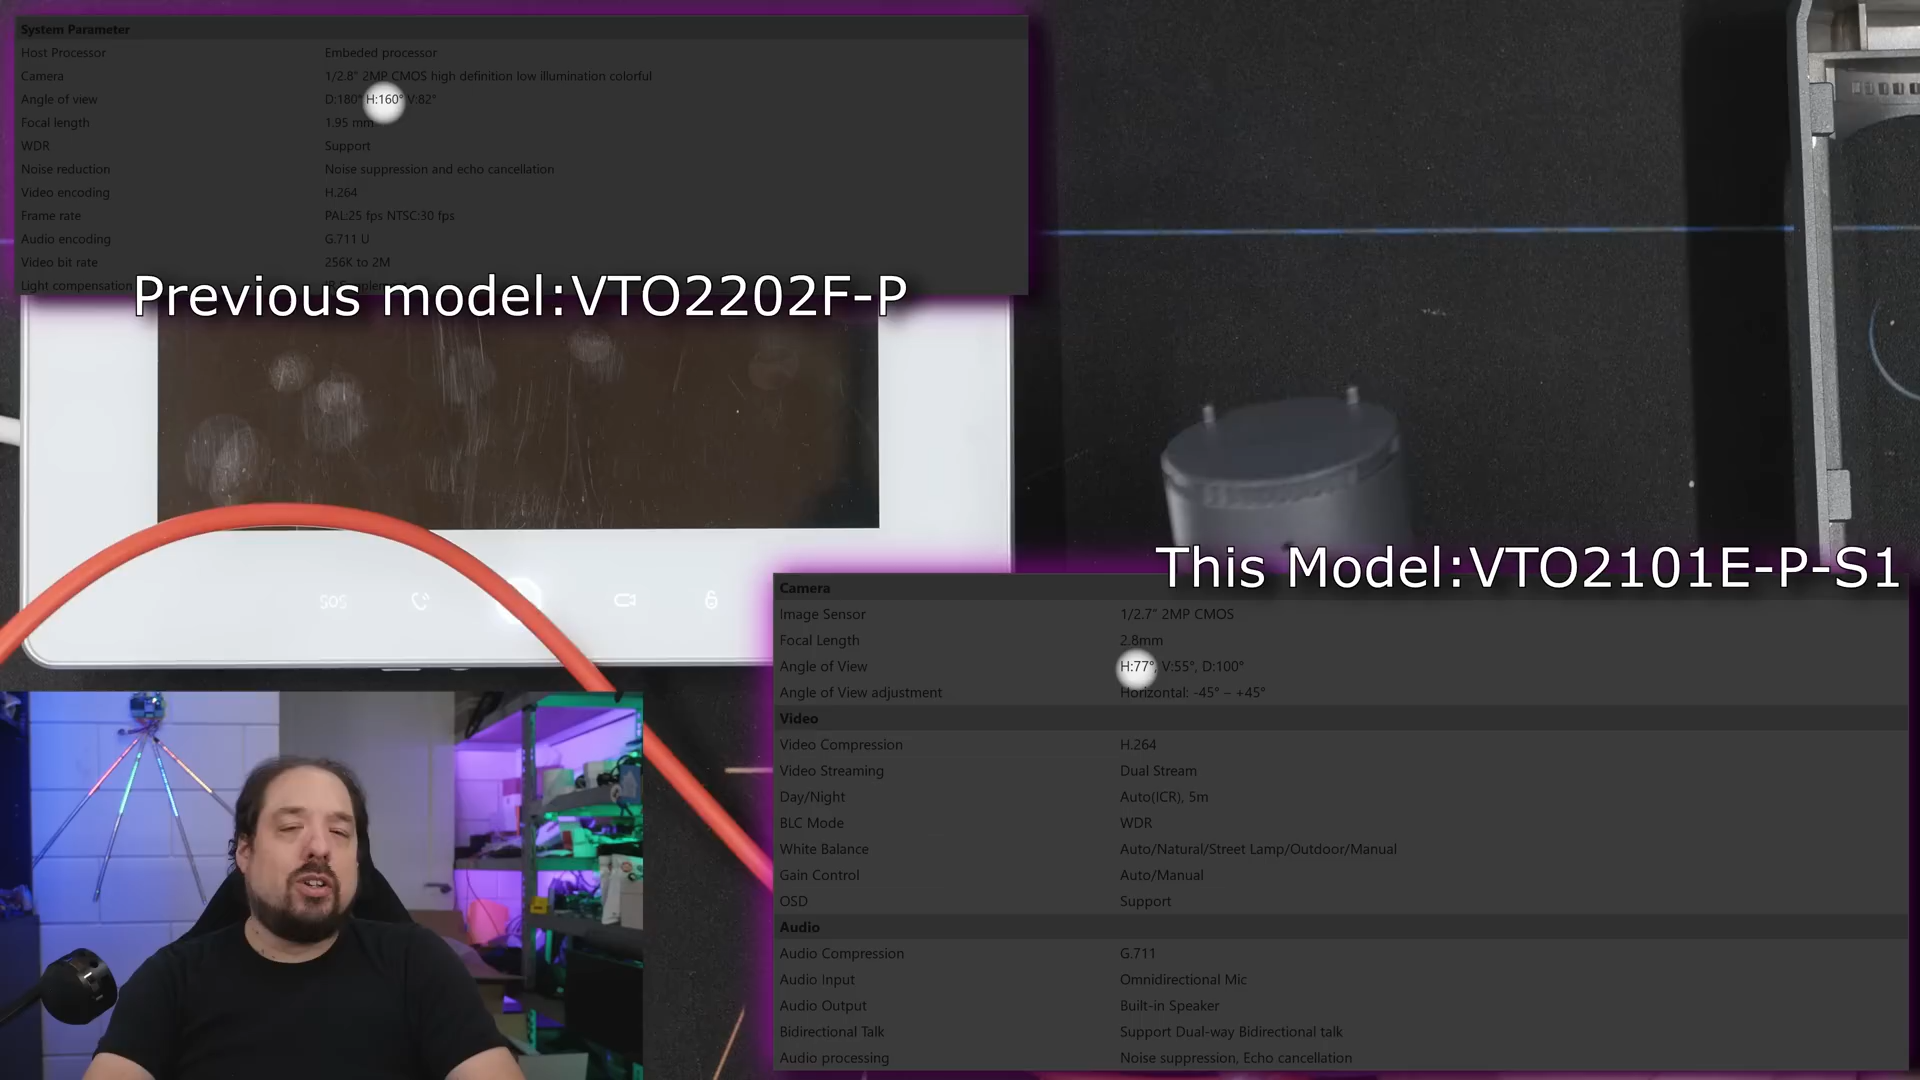 System Parameter
Host Processor Embeded processor
Camera 1/2.8" 2MP CMOS high definition low illumination colorful
Angle of view D:180° H:160° V:82°
Focal length 1.95 mm
WDR Support
Noise reduction Noise suppression and echo cancellation
Video encoding H.264
Frame rate PAL:25 fps NTSC:30 fps
Audio encoding G.711 U
Video bit rate 256K to 2M
Light compensation
Previous model:VTO2202F-P
SOS
This Model:VTO2101E-P-S1
Camera
Image Sensor 1/2.7" 2MP CMOS
Focal Length 2.8mm
Angle of View H:77°, V:55°, D:100°
Angle of View adjustment Horizontal: -45° – +45°
Video
Video Compression H.264
Video Streaming Dual Stream
Day/Night Auto(ICR), 5m
BLC Mode WDR
White Balance Auto/Natural/Street Lamp/Outdoor/Manual
Gain Control Auto/Manual
OSD Support
Audio
Audio Compression G.711
Audio Input Omnidirectional Mic
Audio Output Built-in Speaker
Bidirectional Talk Support Dual-way Bidirectional talk
Audio processing Noise suppression, Echo cancellation